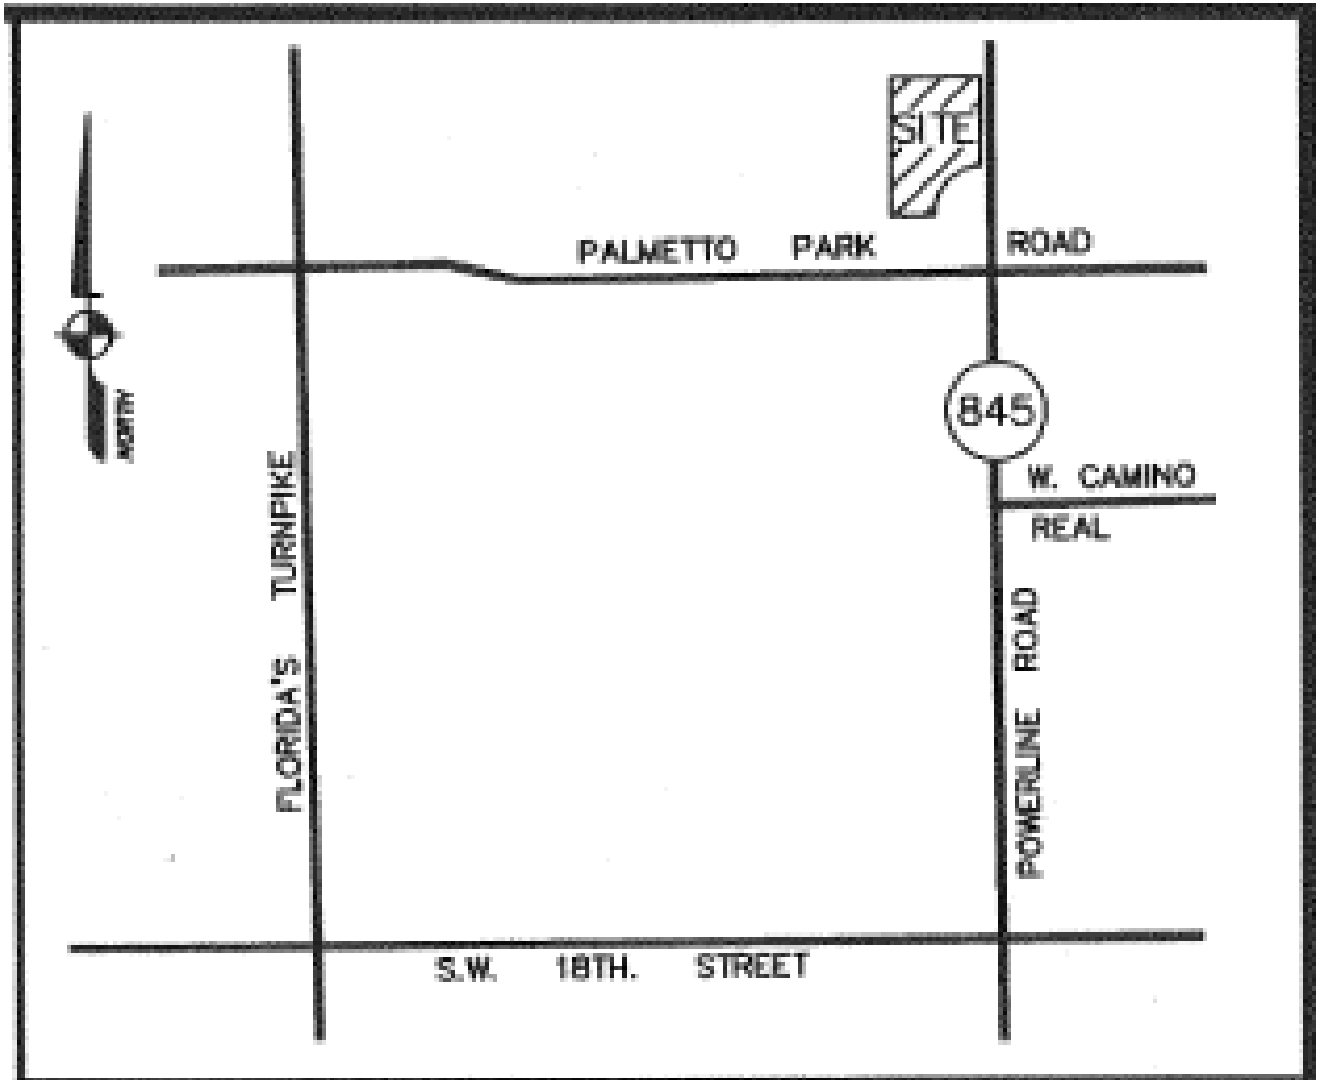 SITE
PALMETTO PARK ROAD
845
NORTH
W. CAMINO
REAL
FLORIDA'S TURNPIKE
POWERLINE ROAD
S.W. 18TH. STREET